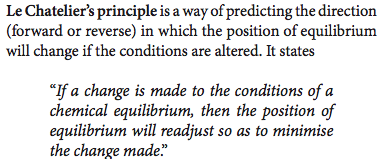 Le Chatelier’s principle is a way of predicting the direction
(forward or reverse) in which the position of equilibrium
will change if the conditions are altered. It states
“If a change is made to the conditions of a
chemical equilibrium, then the position of
equilibrium will readjust so as to minimise
the change made.”